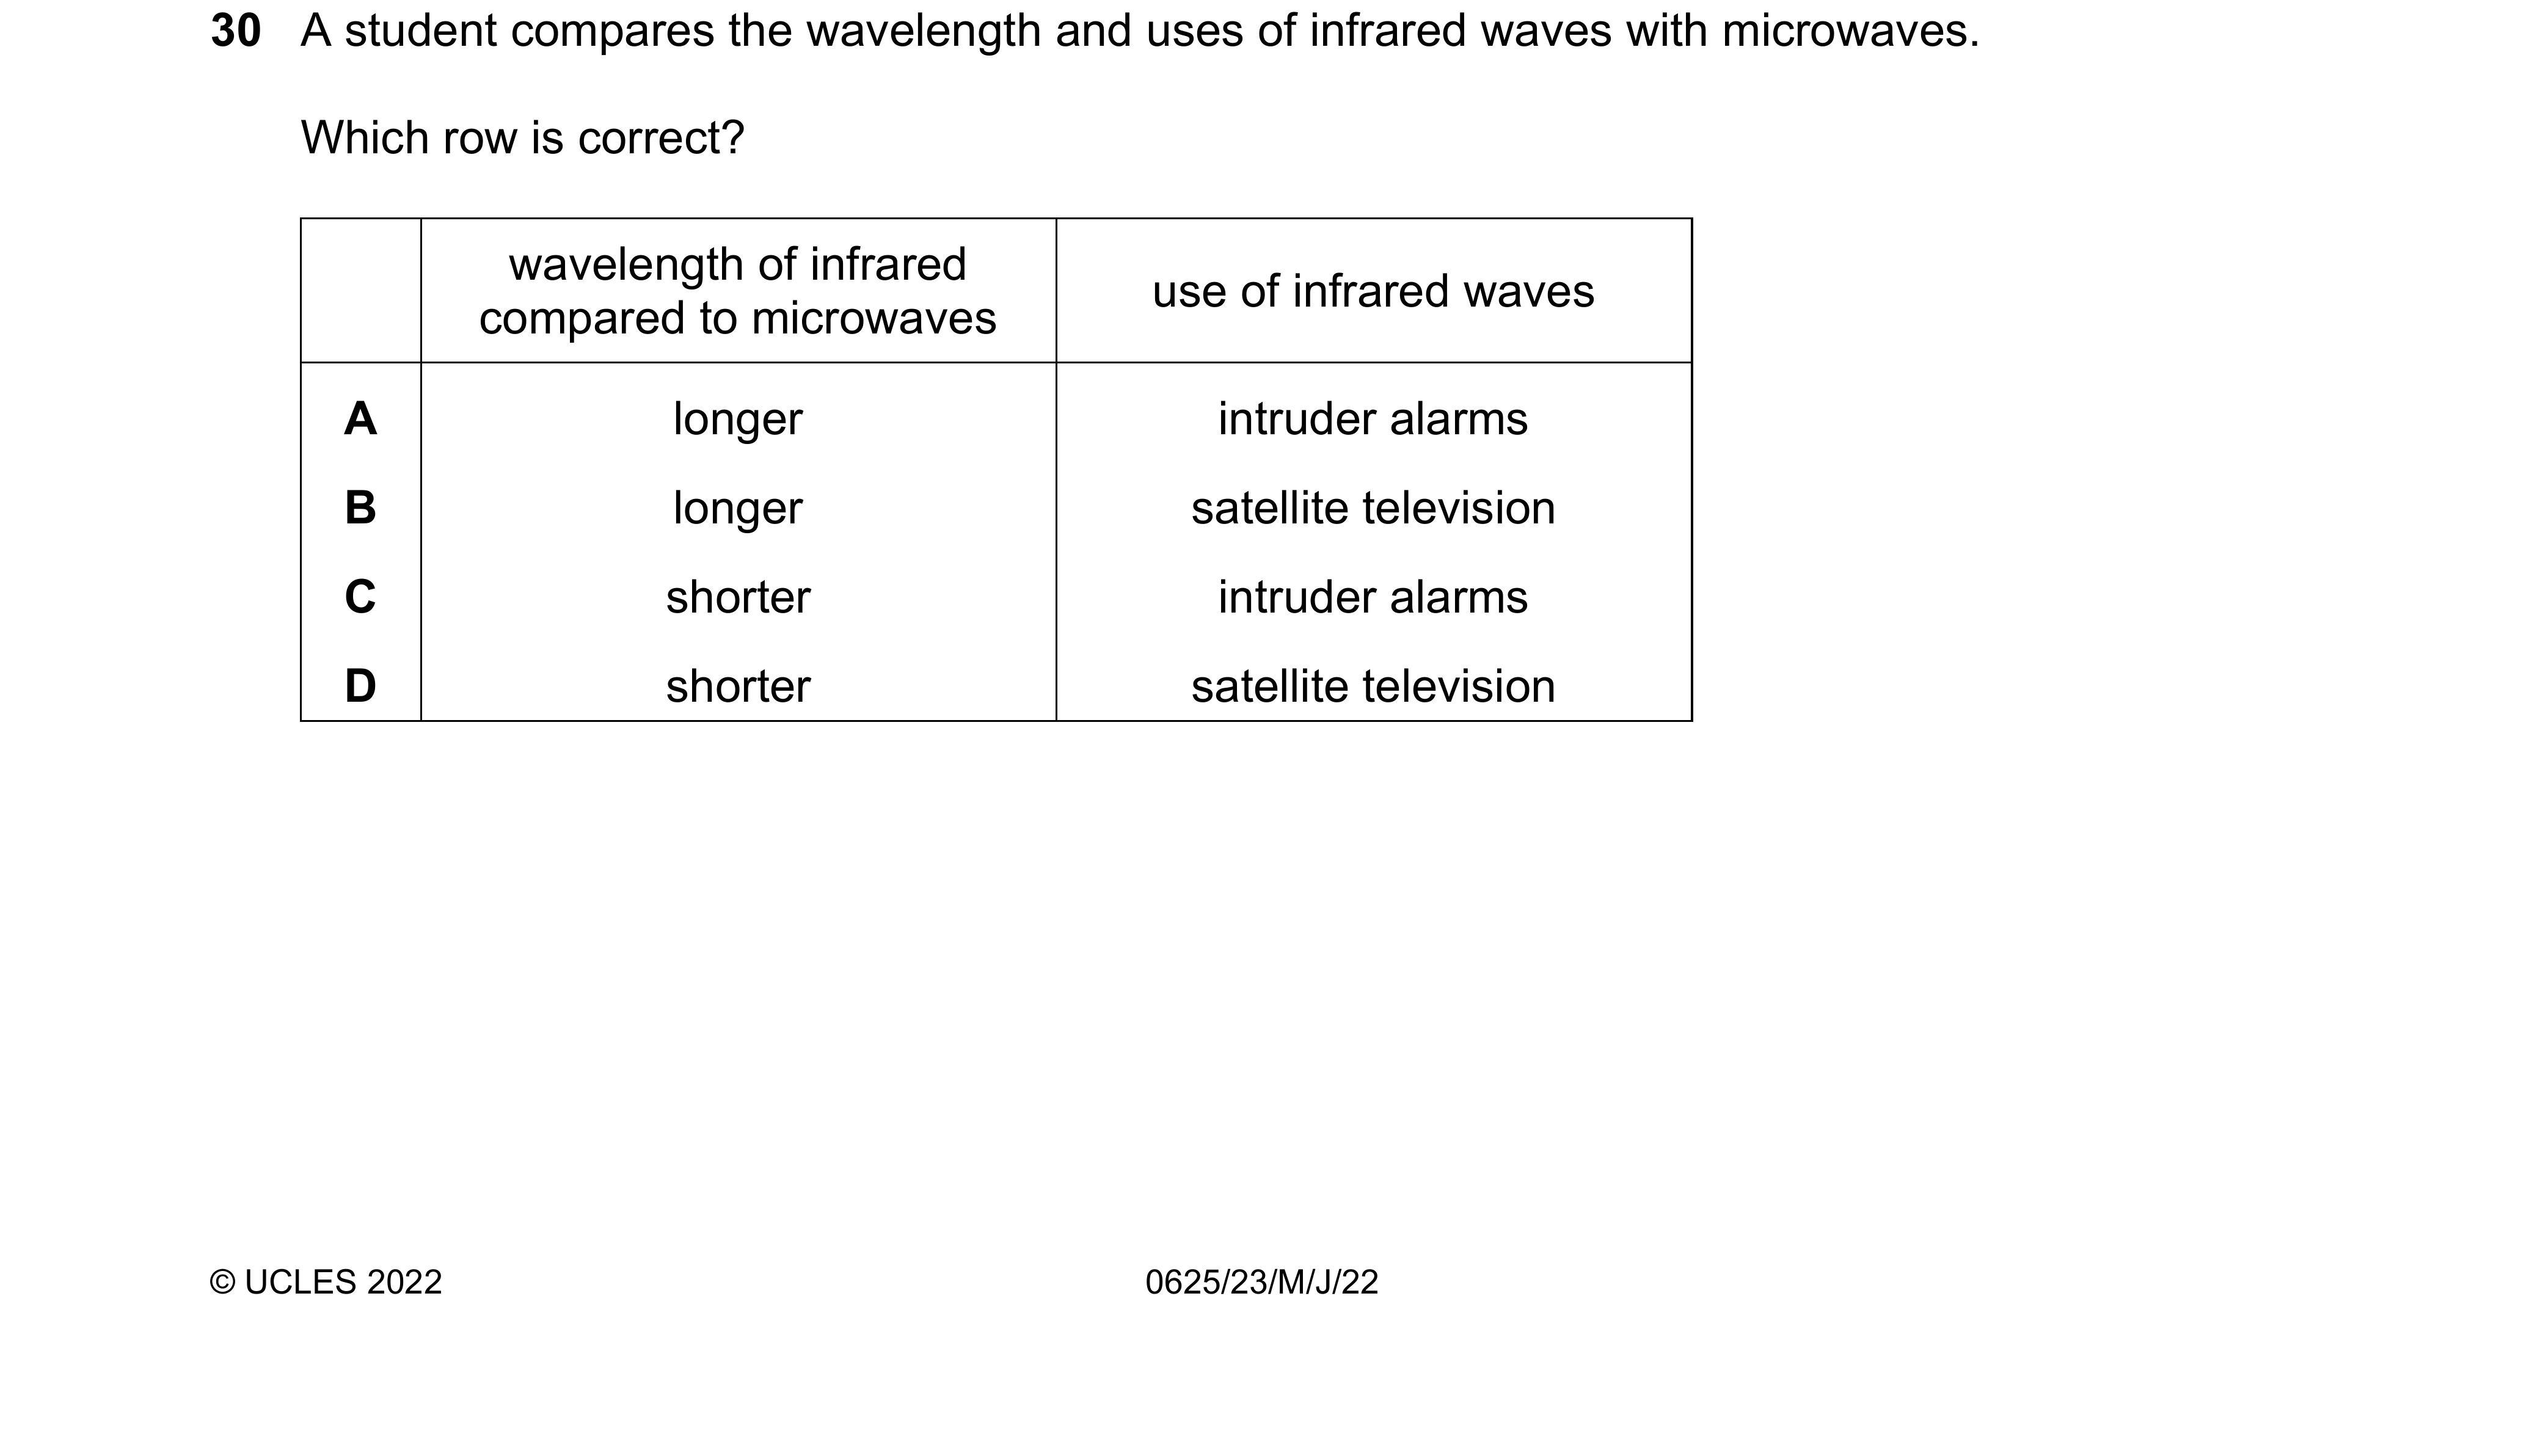 30 A student compares the wavelength and uses of infrared waves with microwaves.
Which row is correct?
wavelength of infrared
compared to microwaves
use of infrared waves
A longer intruder alarms
B longer satellite television
C shorter intruder alarms
D shorter satellite television
© UCLES 2022 0625/23/M/J/22